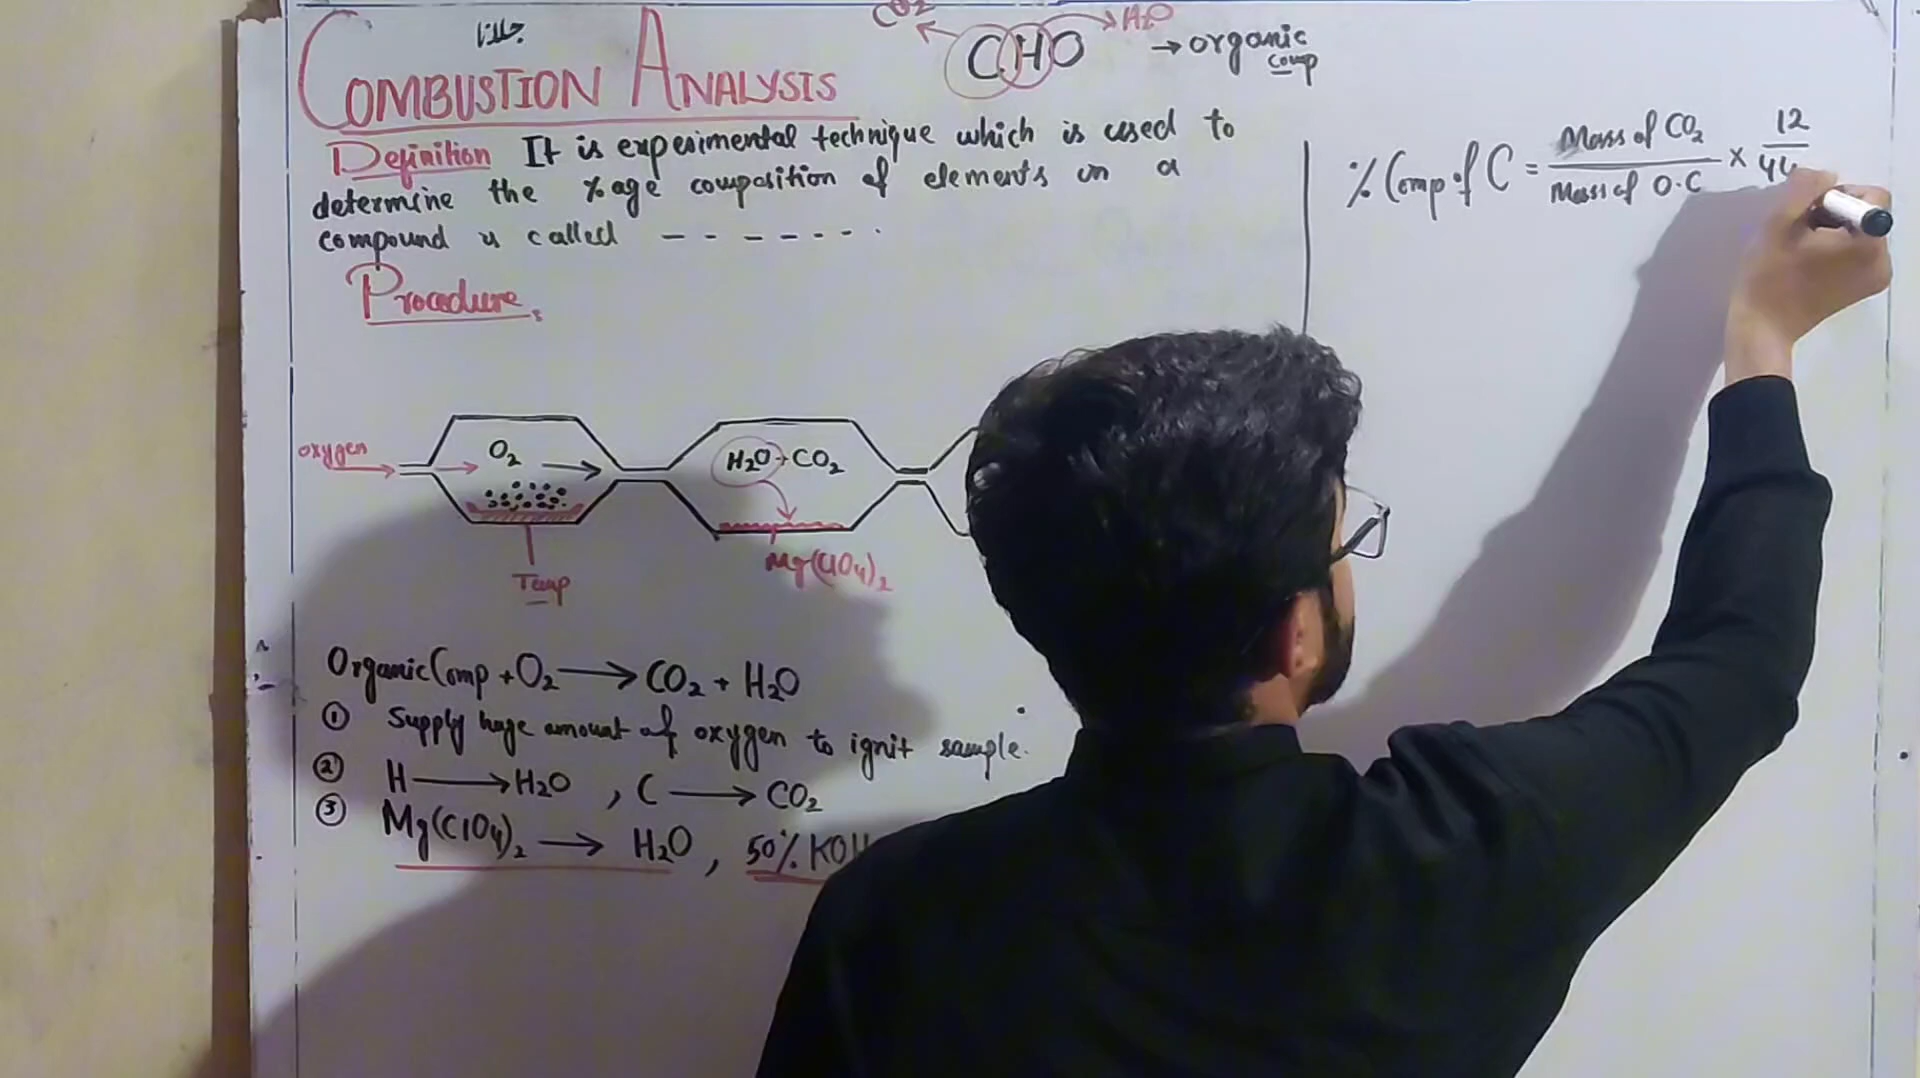 جلانا
COMBUSTION ANALYSIS
CO2 CHO H2O → organic comp
Definition It is experimental technique which is used to
determine the %age composition of elements in a
compound is called - - - - - - - .
Procedure,
% Comp of C = Mass of CO2 / Mass of O.C × 12 / 44
oxygen
O2
H2O + CO2
Temp
Mg(ClO4)2
Organic Comp + O2 → CO2 + H2O
① Supply huge amount of oxygen to ignit sample.
② H → H2O , C → CO2
③ Mg(ClO4)2 → H2O , 50% KOH